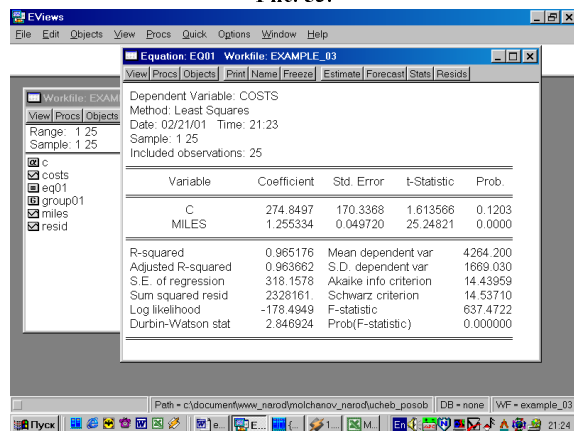 EViews
File Edit Objects View Procs Quick Options Window Help
Equation: EQ01 Workfile: EXAMPLE_03
View Procs Objects Print Name Freeze Estimate Forecast Stats Resids
Dependent Variable: COSTS
Method: Least Squares
Date: 02/21/01 Time: 21:23
Sample: 1 25
Included observations: 25
Variable Coefficient Std. Error t-Statistic Prob.
C 274.8497 170.3368 1.613566 0.1203
MILES 1.255334 0.049720 25.24821 0.0000
R-squared 0.965176 Mean dependent var 4264.200
Adjusted R-squared 0.963662 S.D. dependent var 1669.030
S.E. of regression 318.1578 Akaike info criterion 14.43959
Sum squared resid 2328161. Schwarz criterion 14.53710
Log likelihood -178.4949 F-statistic 637.4722
Durbin-Watson stat 2.846924 Prob(F-statistic) 0.000000
Workfile: EXAM
View Procs Objects
Range: 1 25
Sample: 1 25
c
costs
eq01
group01
miles
resid
Path = c:\document\www_narod\molchanov_narod\ucheb_posob DB = none WF = example_03
Пуск e... E... {... 1... M... En 21:24